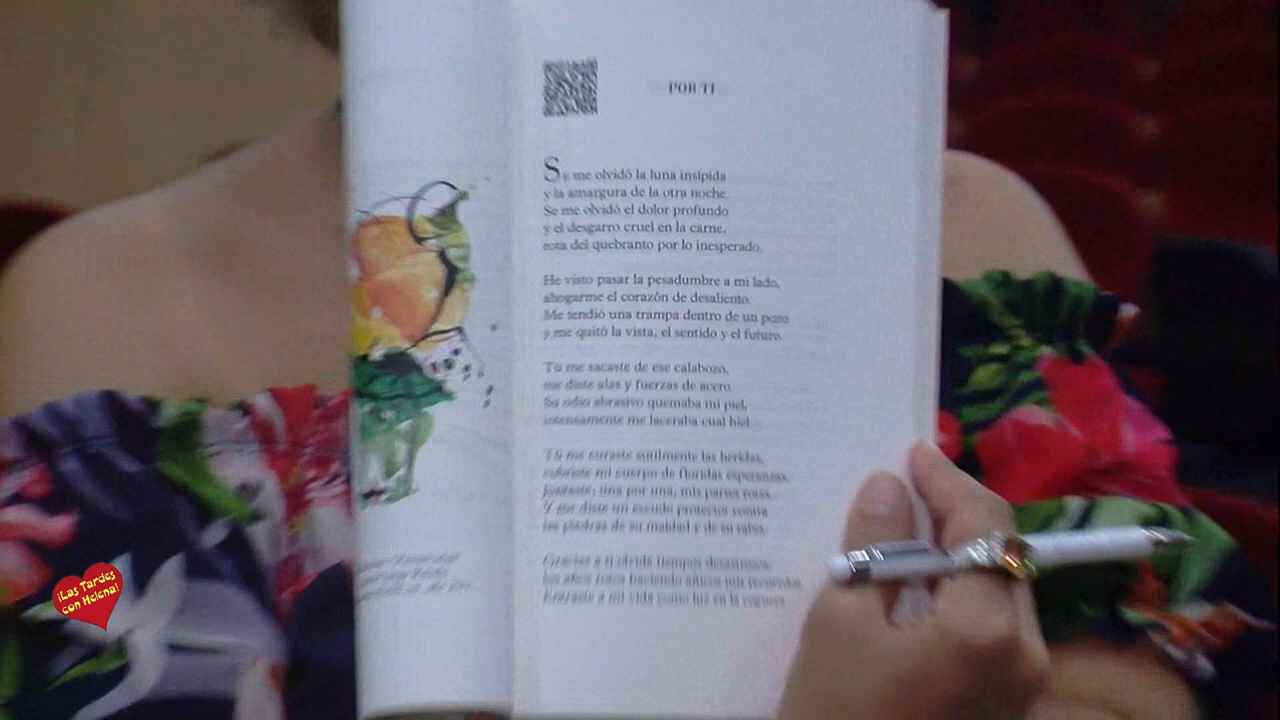 POR TI
Se me olvidó la luna insípida
y la amargura de la otra noche.
Se me olvidó el dolor profundo
y el desgarro cruel en la carne,
rota del quebranto por lo inesperado.
He visto pasar la pesadumbre a mi lado,
ahogarme el corazón de desaliento.
Me tendió una trampa dentro de un pozo
y me quitó la vista, el sentido y el futuro.
Tú me sacaste de ese calabozo,
me diste alas y fuerzas de acero.
Su odio abrasivo quemaba mi piel,
intensamente me laceraba cual hiel.
Tú me curaste sutilmente las heridas,
mi cuerpo de floridas esperanzas,
una por una, mis partes rotas.
Y me diste un escudo protector contra
las piedras de su maldad y de su rabia.
Gracias a ti olvidé tiempos desastrosos,
los años rotos haciendo añicos mis recuerdos.
Entraste a mi vida como luz en la ceguera.
¡Las Tardes
con Helena!